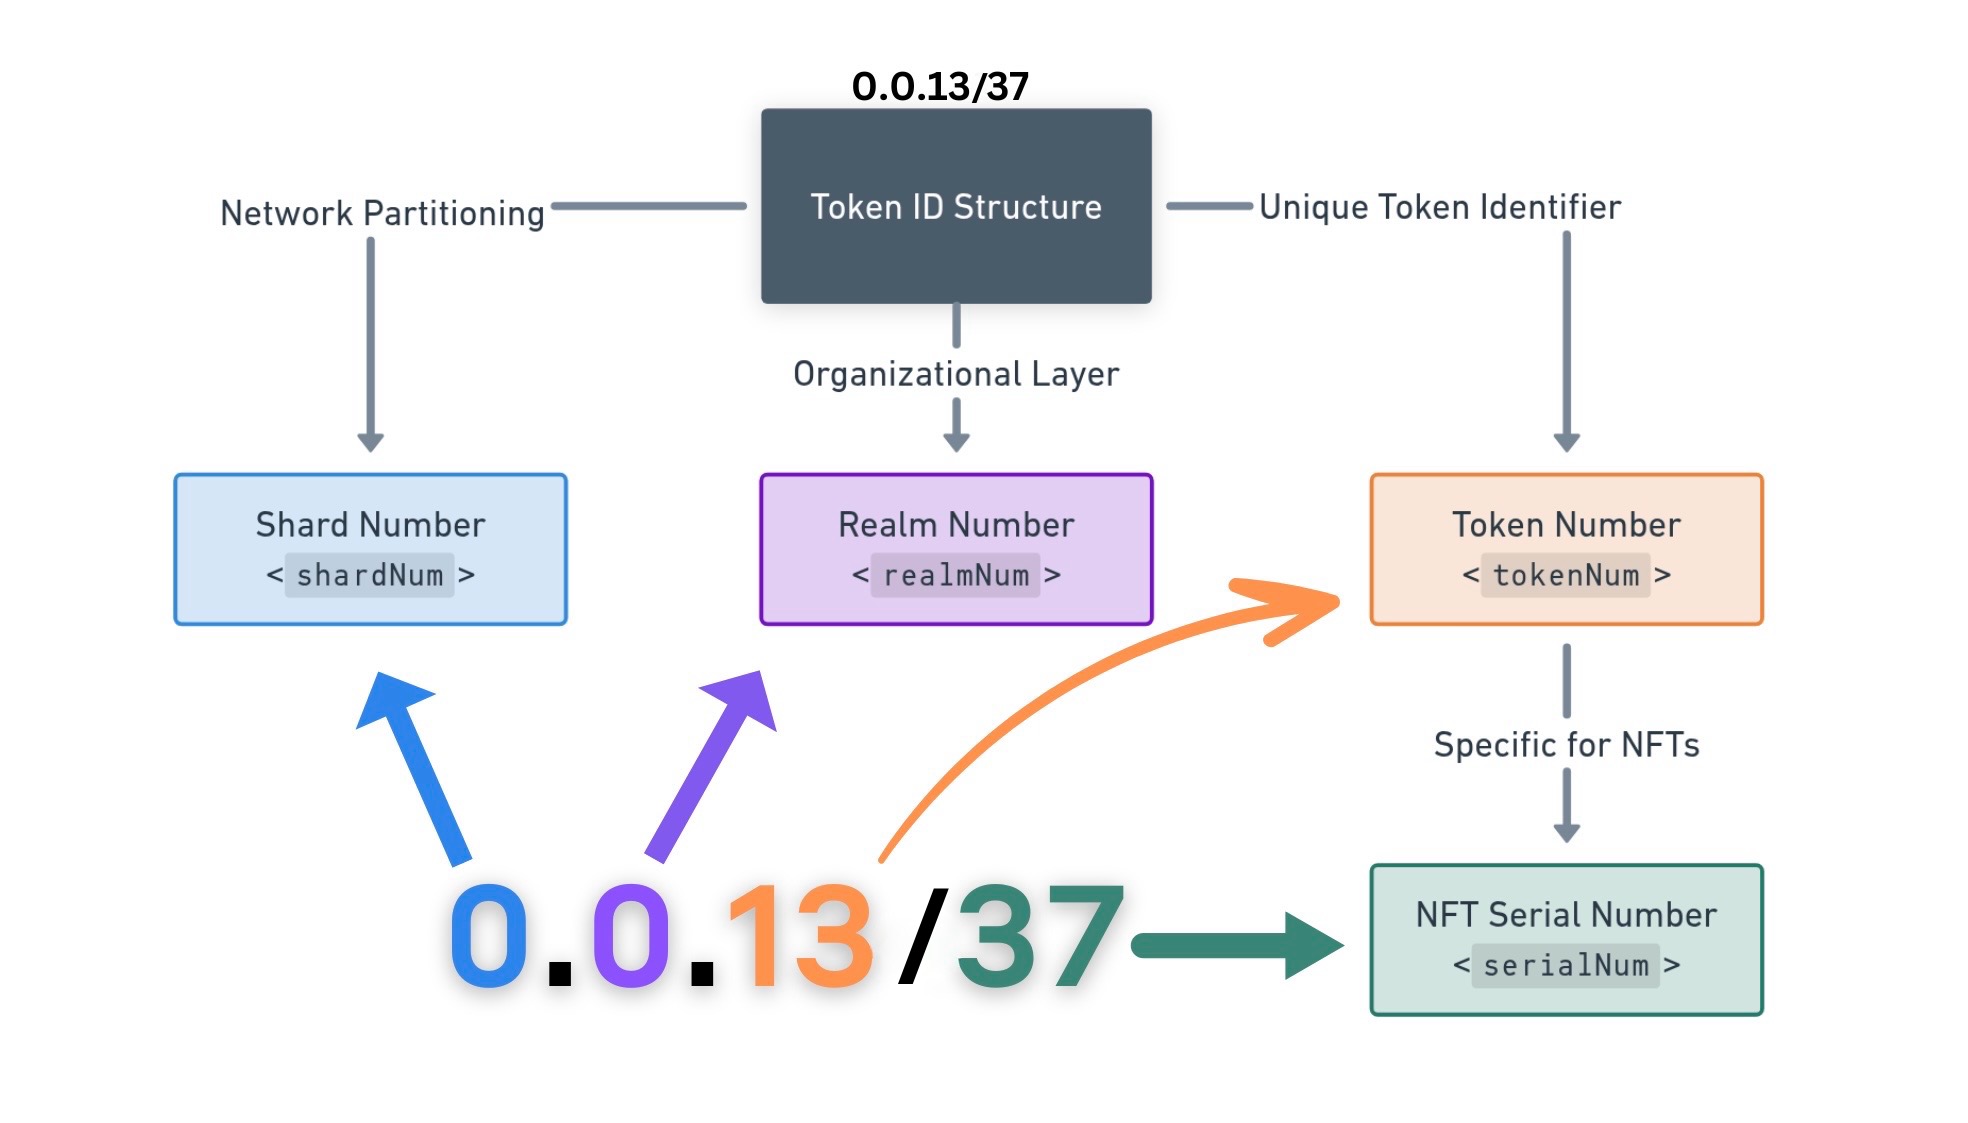 0.0.13/37
Token ID Structure
Network Partitioning
Unique Token Identifier
Organizational Layer
Shard Number
<shardNum>
Realm Number
<realmNum>
Token Number
<tokenNum>
Specific for NFTs
NFT Serial Number
<serialNum>
0.0.13/37